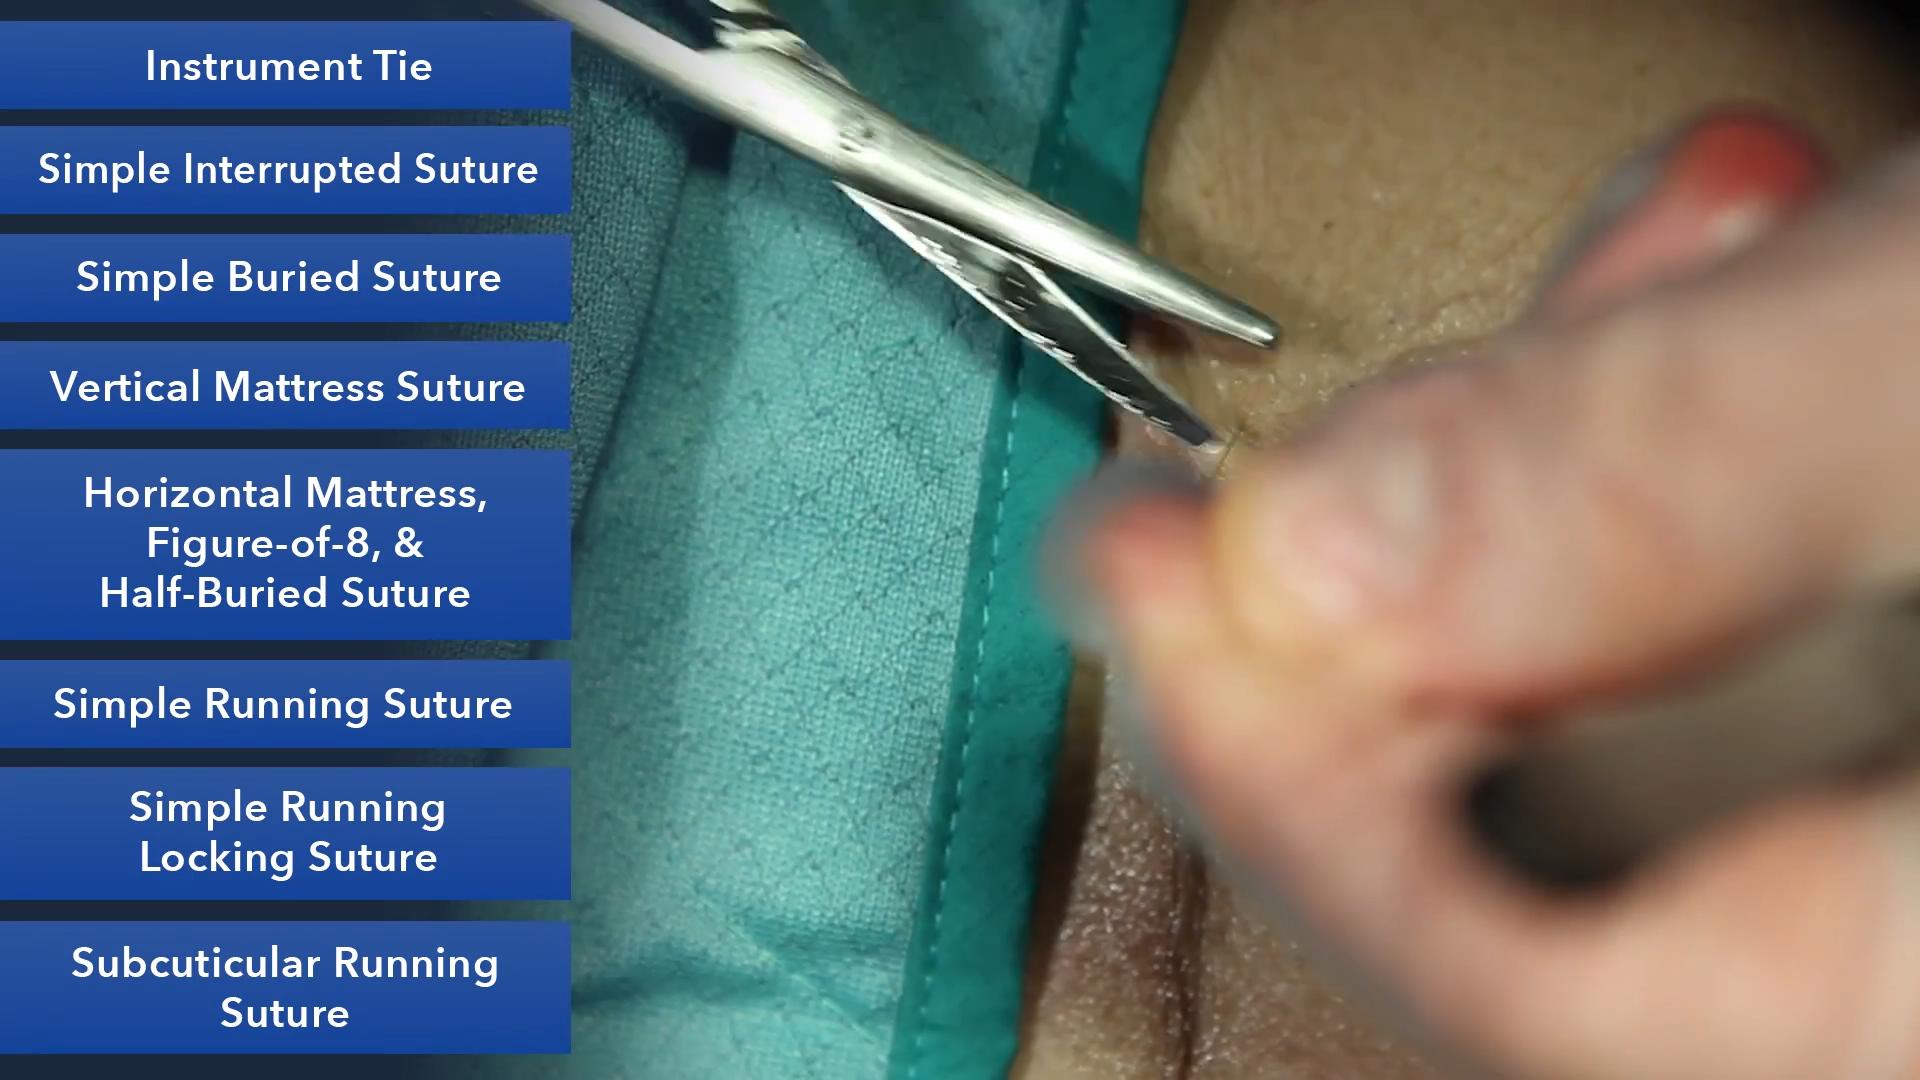 Instrument Tie
Simple Interrupted Suture
Simple Buried Suture
Vertical Mattress Suture
Horizontal Mattress,
Figure-of-8, &
Half-Buried Suture
Simple Running Suture
Simple Running
Locking Suture
Subcuticular Running
Suture